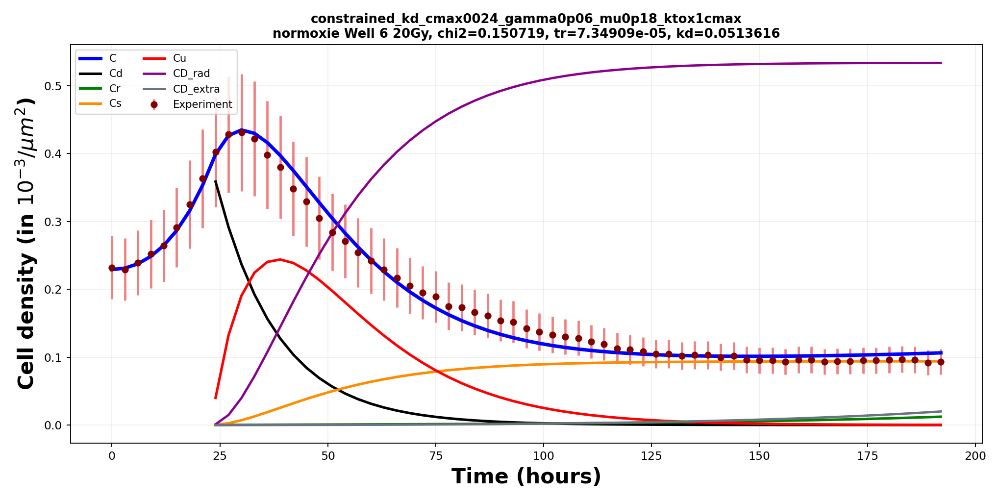 constrained_kd_cmax0024_gamma0p06_mu0p18_ktox1cmax
normoxie Well 6 20Gy, chi2=0.150719, tr=7.34909e-05, kd=0.0513616
C
Cd
Cr
Cs
Cu
CD_rad
CD_extra
Experiment
Cell density (in 10⁻³/μm²)
0.5
0.4
0.3
0.2
0.1
0.0
0 25 50 75 100 125 150 175 200
Time (hours)